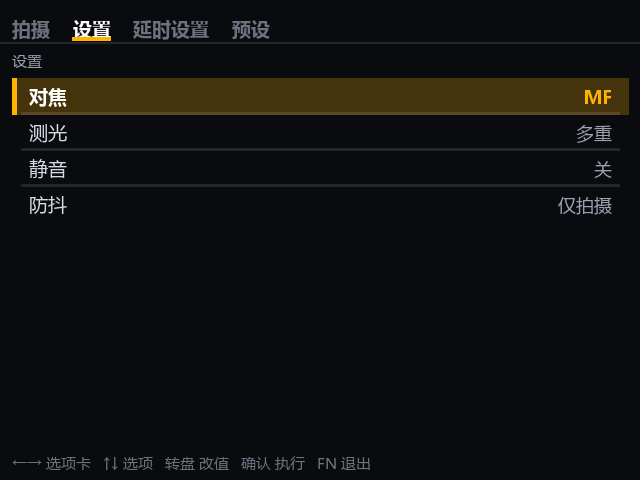 拍摄 设置 延时设置 预设
设置
对焦 MF
测光 多重
静音 关
防抖 仅拍摄
←→ 选项卡 ↑↓ 选项 转盘 改值 确认 执行 FN 退出